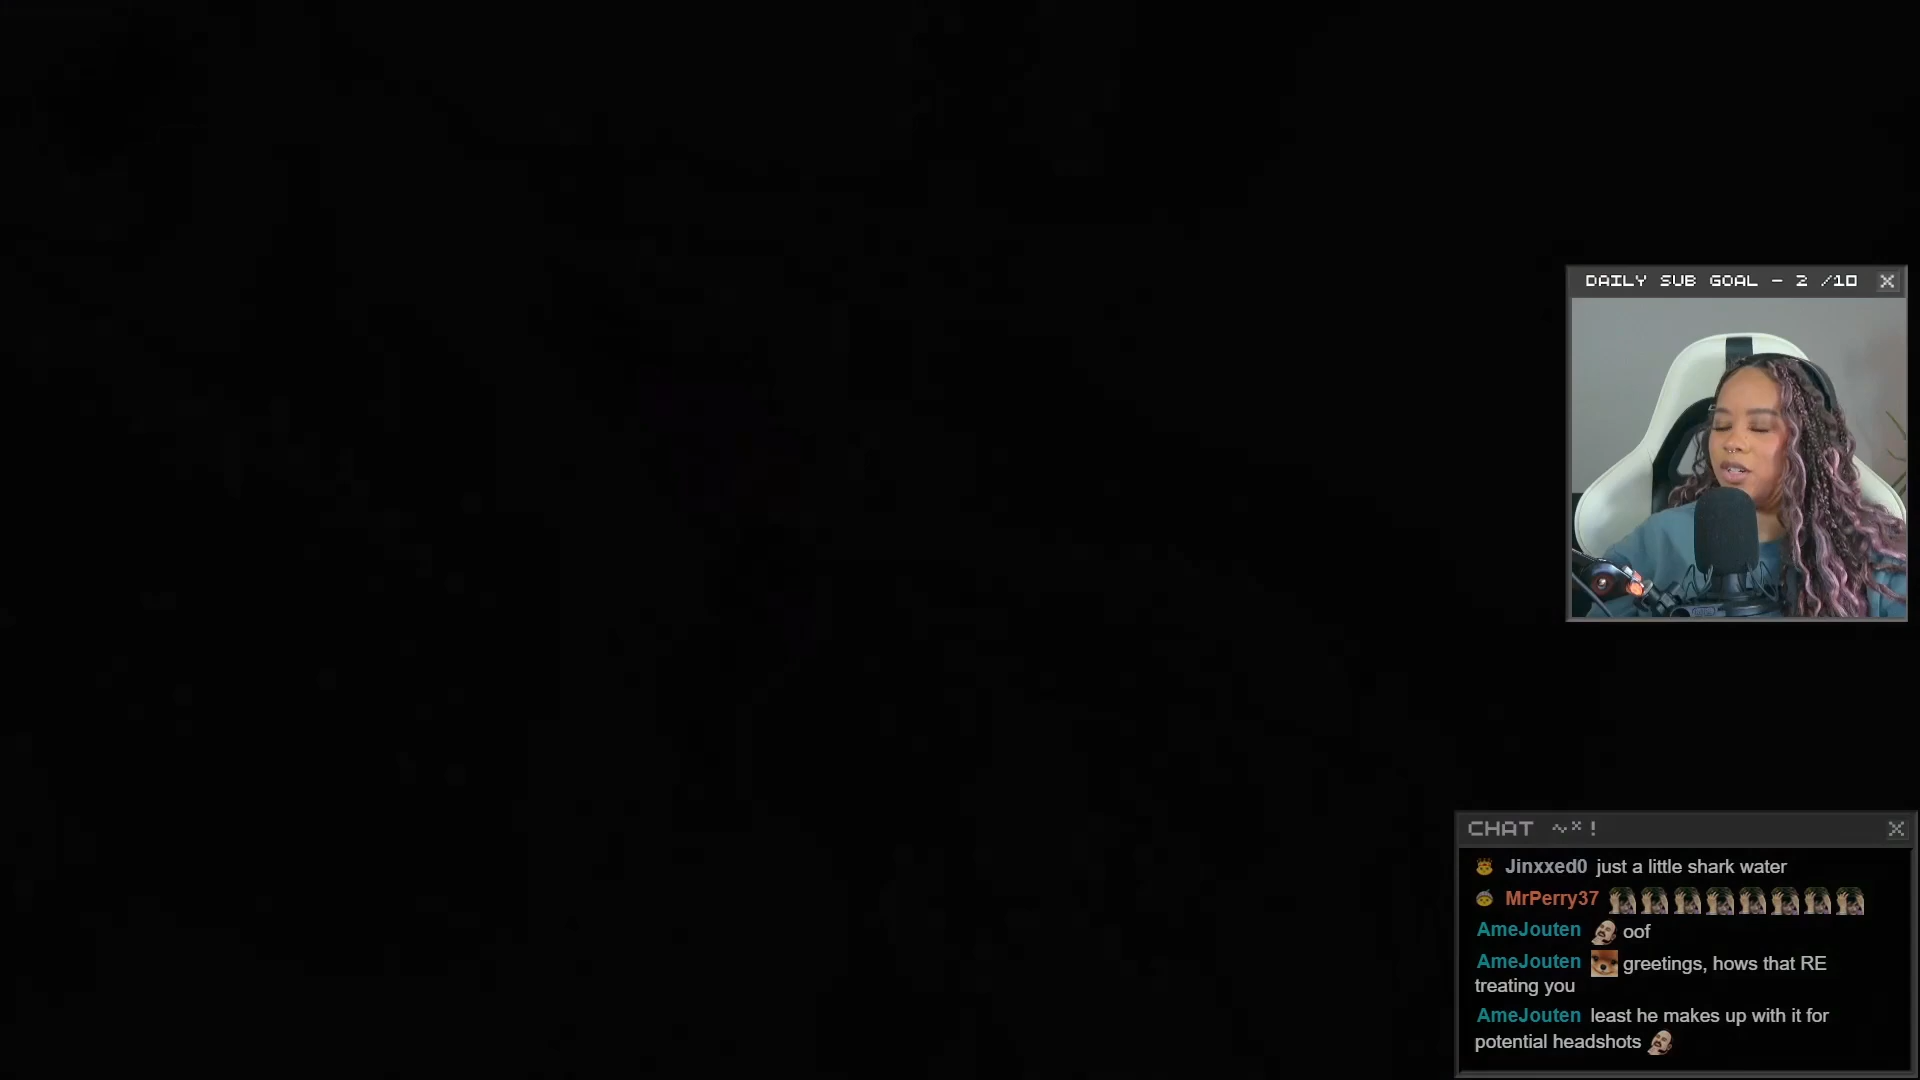 DAILY SUB GOAL - 2 /10
CHAT ~* !
Jinxxed0 just a little shark water
MrPerry37
AmeJouten oof
AmeJouten greetings, hows that RE
treating you
AmeJouten least he makes up with it for
potential headshots